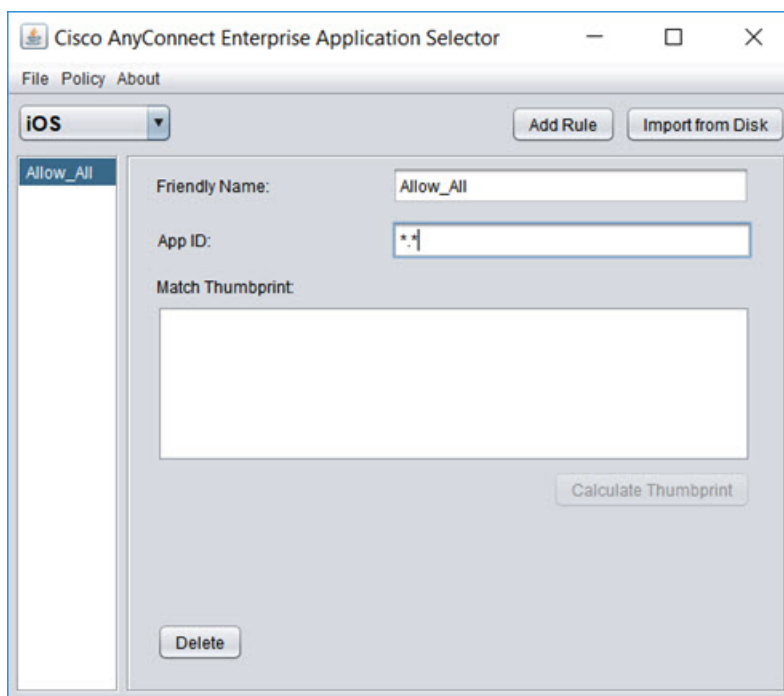 Cisco AnyConnect Enterprise Application Selector
File Policy About
iOS
Add Rule
Import from Disk
Allow_All
Friendly Name:
Allow_All
App ID:
*.*
Match Thumbprint:
Calculate Thumbprint
Delete